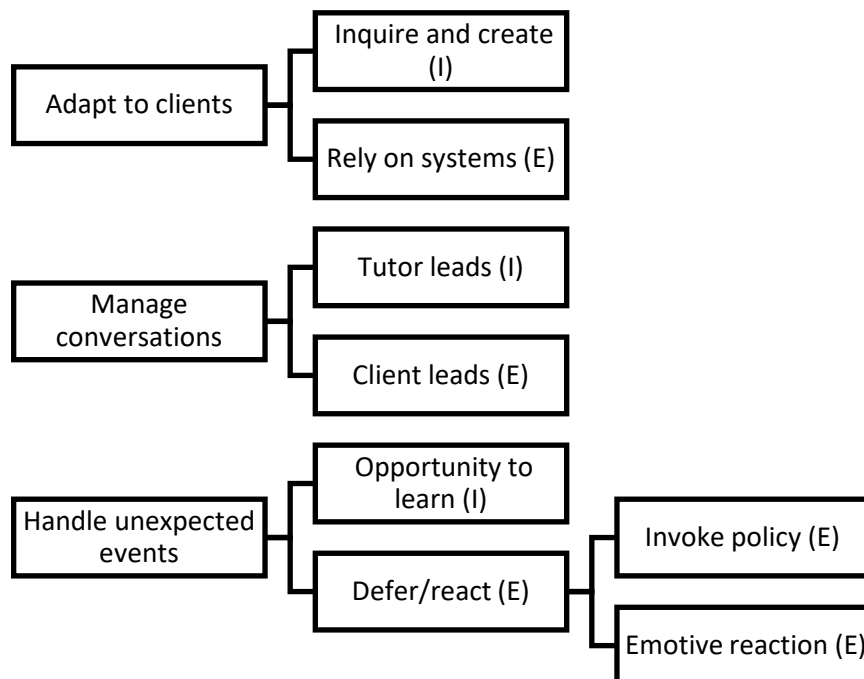 Adapt to clients
Inquire and create
(I)
Rely on systems (E)
Manage
conversations
Tutor leads (I)
Client leads (E)
Handle unexpected
events
Opportunity to
learn (I)
Defer/react (E)
Invoke policy (E)
Emotive reaction (E)